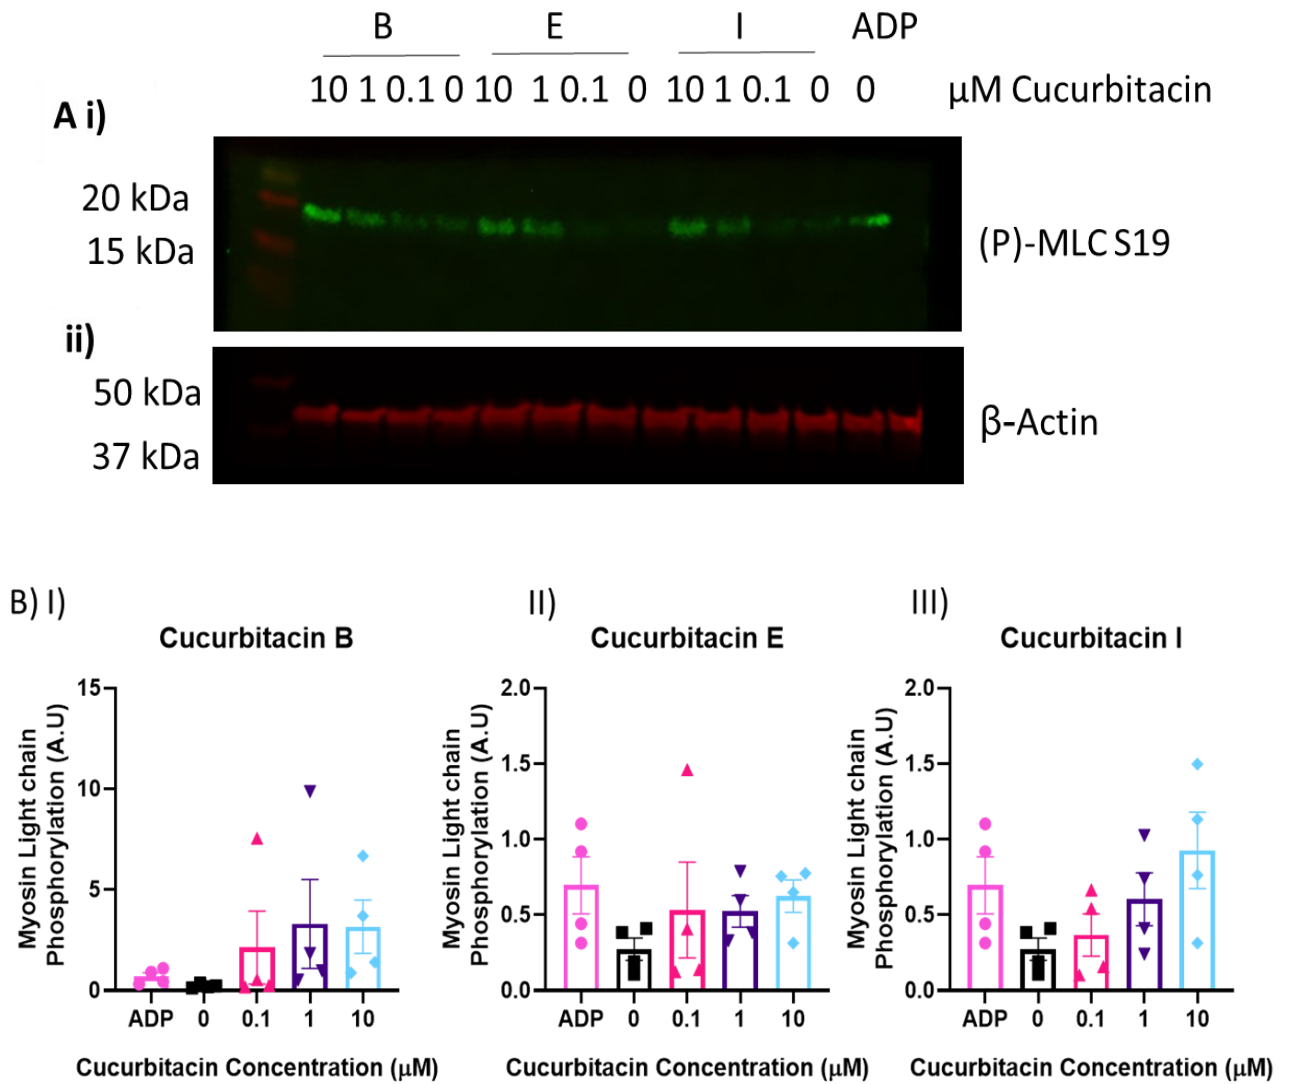 B E I ADP
10 1 0.1 0 10 1 0.1 0 10 1 0.1 0 0 μM Cucurbitacin
A i)
20 kDa
15 kDa
(P)-MLC S19
ii)
50 kDa
37 kDa
β-Actin
B) I)
Cucurbitacin B
Myosin Light chain
Phosphorylation (A.U)
15
10
5
0
ADP 0 0.1 1 10
Cucurbitacin Concentration (μM)
II)
Cucurbitacin E
Myosin Light chain
Phosphorylation (A.U)
2.0
1.5
1.0
0.5
0.0
ADP 0 0.1 1 10
Cucurbitacin Concentration (μM)
III)
Cucurbitacin I
Myosin Light chain
Phosphorylation (A.U)
2.0
1.5
1.0
0.5
0.0
ADP 0 0.1 1 10
Cucurbitacin Concentration (μM)